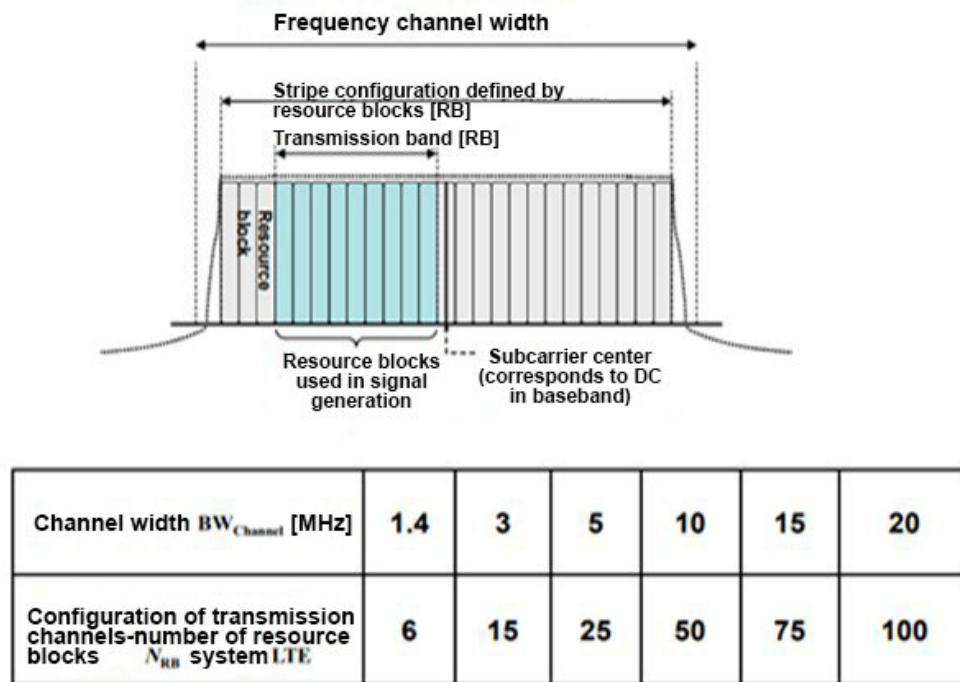 Frequency channel width
Stripe configuration defined by
resource blocks [RB]
Transmission band [RB]
Resource
block
Resource blocks
used in signal
generation
Subcarrier center
(corresponds to DC
in baseband)
Channel width BW_Channel [MHz] 1.4 3 5 10 15 20
Configuration of transmission
channels-number of resource
blocks N_RB system LTE 6 15 25 50 75 100